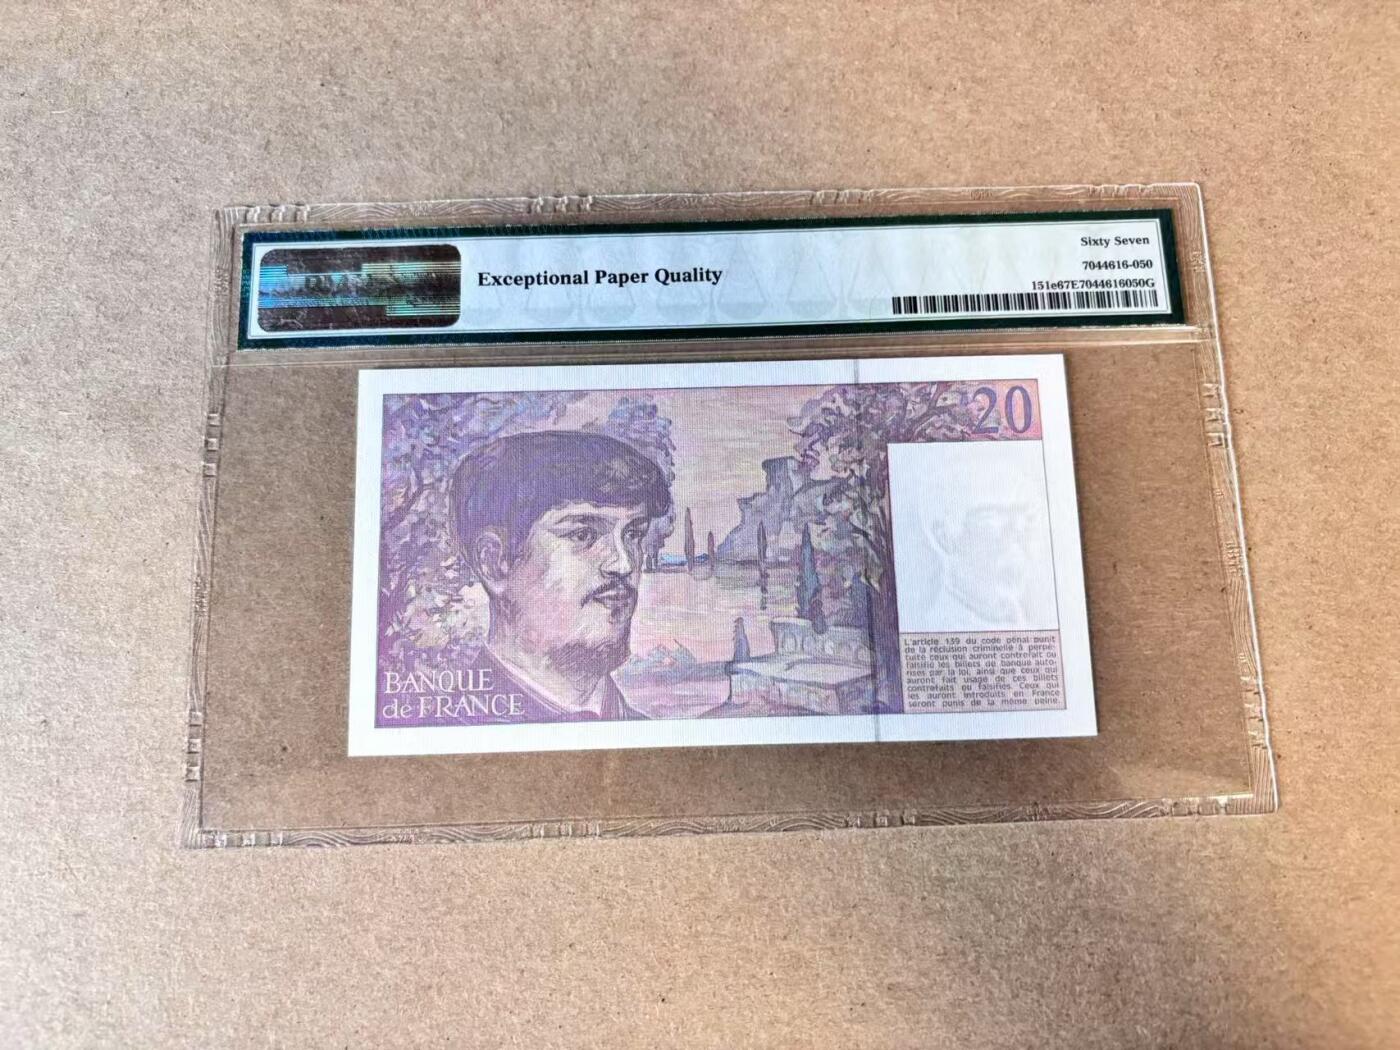 Exceptional Paper Quality
Sixty Seven
7044616-050
151e67E7044616050G
20
BANQUE
de FRANCE
L'article 139 du code pénal punit
de la réclusion criminelle à perpé-
tuité ceux qui auront contrefait ou
falsifié les billets de banque auto-
risés par la loi, ainsi que ceux qui
auront fait usage de ces billets
contrefaits ou falsifiés. Ceux qui
les auront introduits en France
seront punis de la même peine.